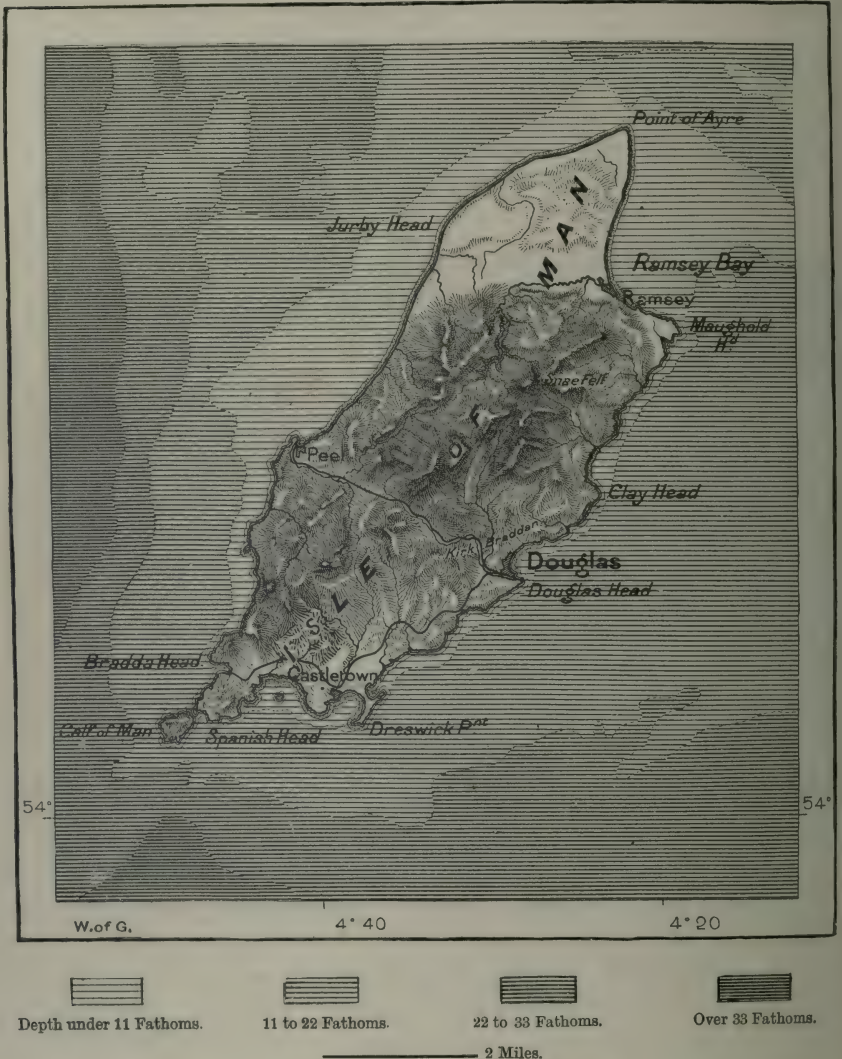 Point of Ayre
Jurby Head
MAN
Ramsey Bay
Ramsey
Maughold
Hd
Peel
OF
Clay Head
Kirk Braddan
Douglas
Douglas Head
ISLE
Bradda Head
Castletown
Calf of Man
Spanish Head
Dreswick Pnt
54°
54°
W. of G.
4° 40
4° 20
Depth under 11 Fathoms.
11 to 22 Fathoms.
22 to 33 Fathoms.
Over 33 Fathoms.
2 Miles.